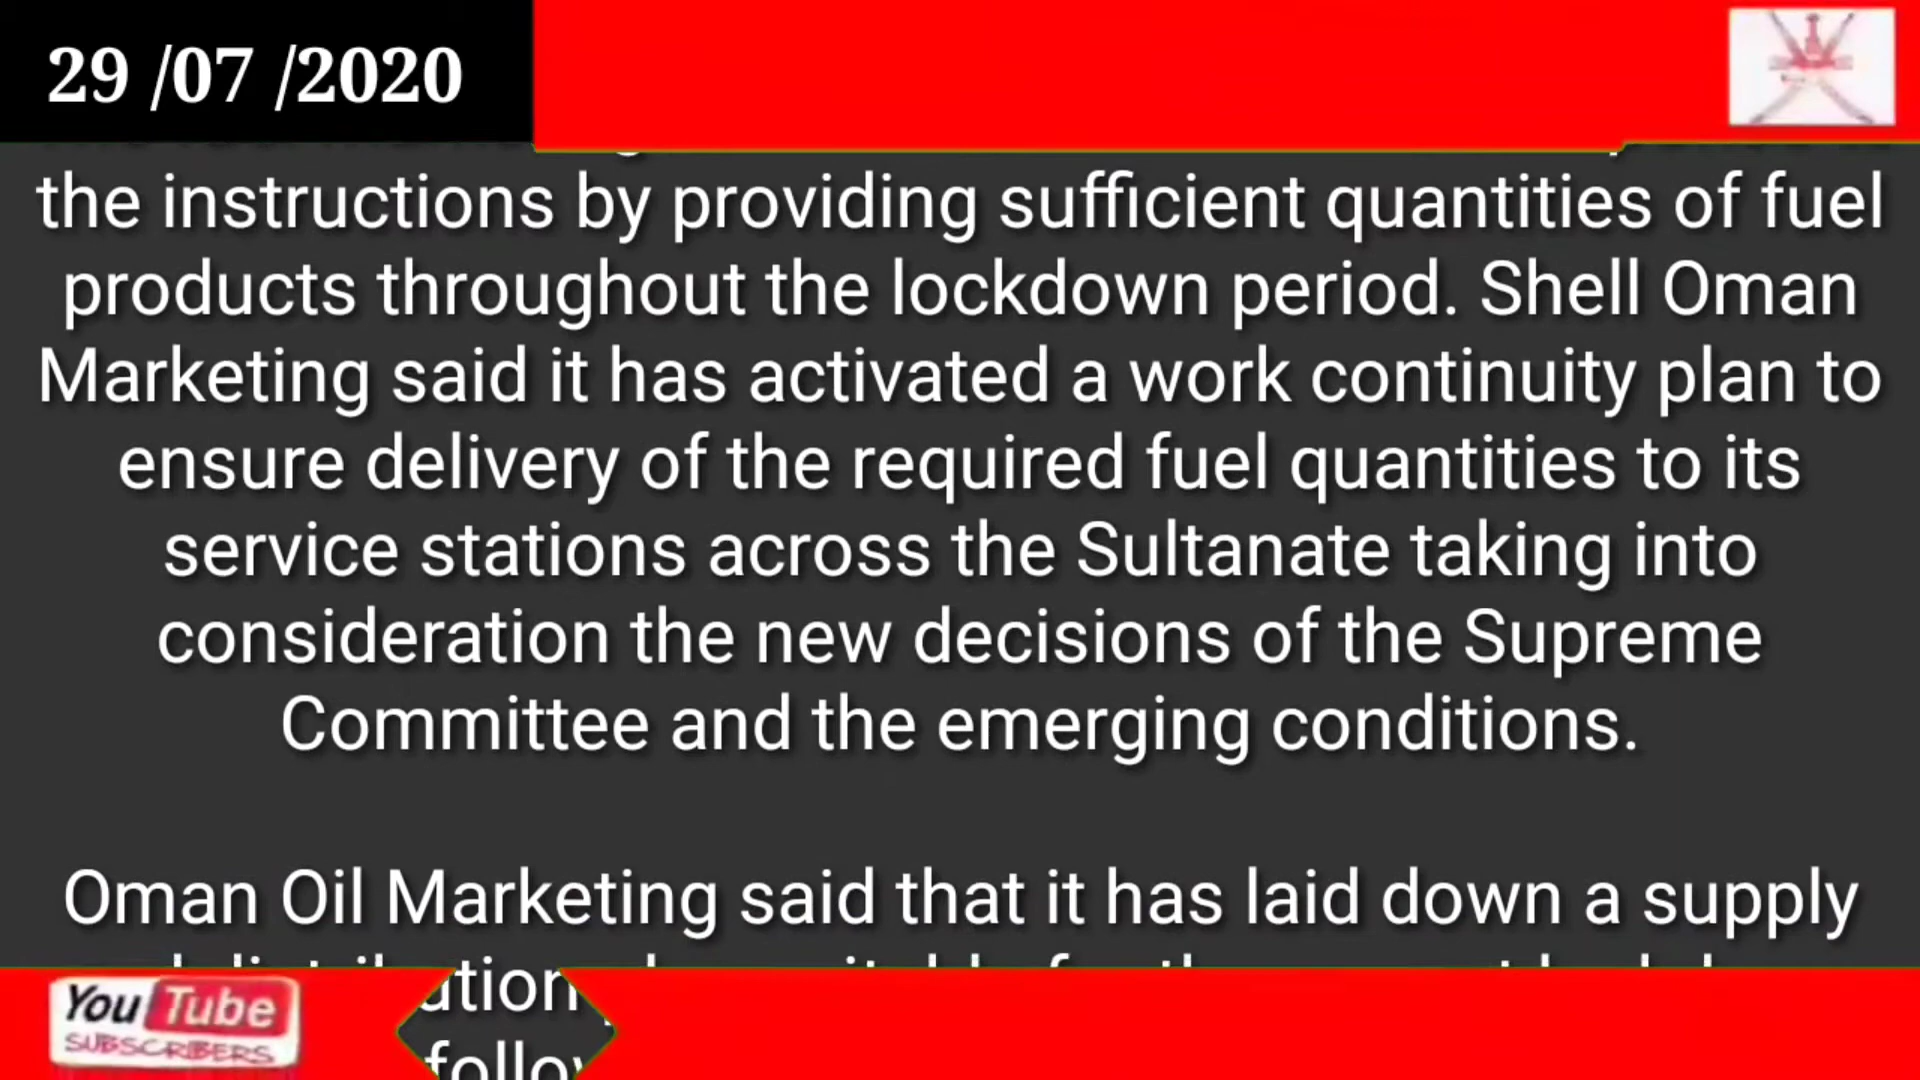 29 /07 /2020
the instructions by providing sufficient quantities of fuel
products throughout the lockdown period. Shell Oman
Marketing said it has activated a work continuity plan to
ensure delivery of the required fuel quantities to its
service stations across the Sultanate taking into
consideration the new decisions of the Supreme
Committee and the emerging conditions.
Oman Oil Marketing said that it has laid down a supply
You Tube
SUBSCRIBERS